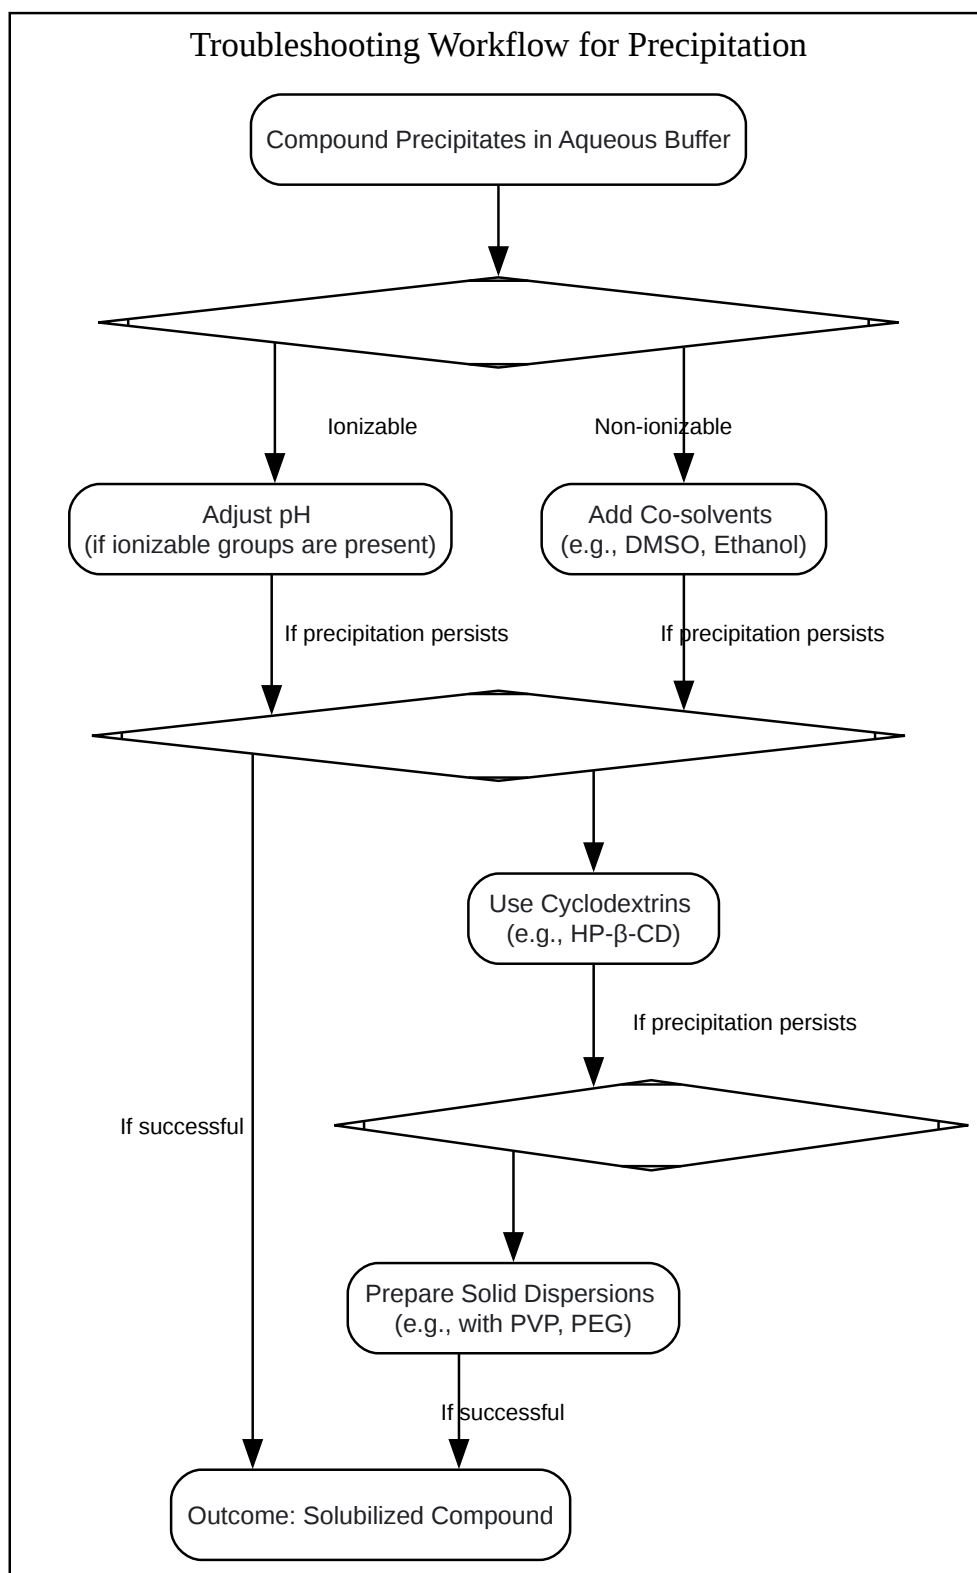 Troubleshooting Workflow for Precipitation
Compound Precipitates in Aqueous Buffer
Ionizable
Non-ionizable
Adjust pH
(if ionizable groups are present)
Add Co-solvents
(e.g., DMSO, Ethanol)
If precipitation persists
If precipitation persists
Use Cyclodextrins
(e.g., HP-β-CD)
If precipitation persists
If successful
Prepare Solid Dispersions
(e.g., with PVP, PEG)
If successful
Outcome: Solubilized Compound